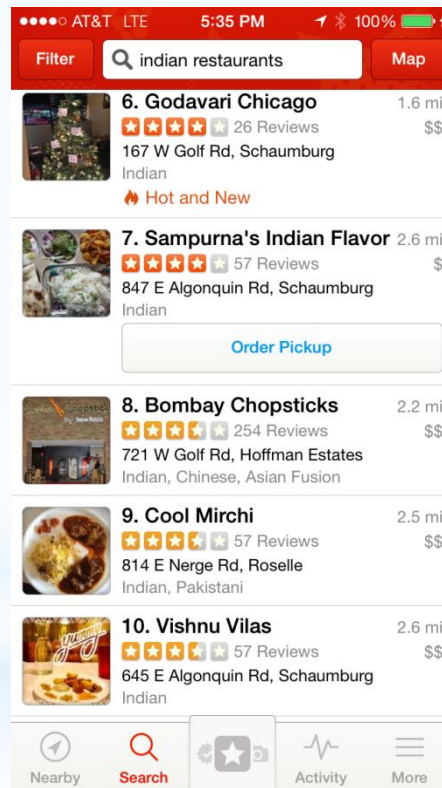 AT&T LTE 5:35 PM 100%
Filter indian restaurants Map
6. Godavari Chicago 1.6 mi
26 Reviews $$
167 W Golf Rd, Schaumburg
Indian
Hot and New
7. Sampurna's Indian Flavor 2.6 mi
57 Reviews $
847 E Algonquin Rd, Schaumburg
Indian
Order Pickup
8. Bombay Chopsticks 2.2 mi
254 Reviews $$
721 W Golf Rd, Hoffman Estates
Indian, Chinese, Asian Fusion
9. Cool Mirchi 2.5 mi
57 Reviews $$
814 E Nerge Rd, Roselle
Indian, Pakistani
yummy
10. Vishnu Vilas 2.6 mi
57 Reviews $$
645 E Algonquin Rd, Schaumburg
Indian
Nearby Search Activity More